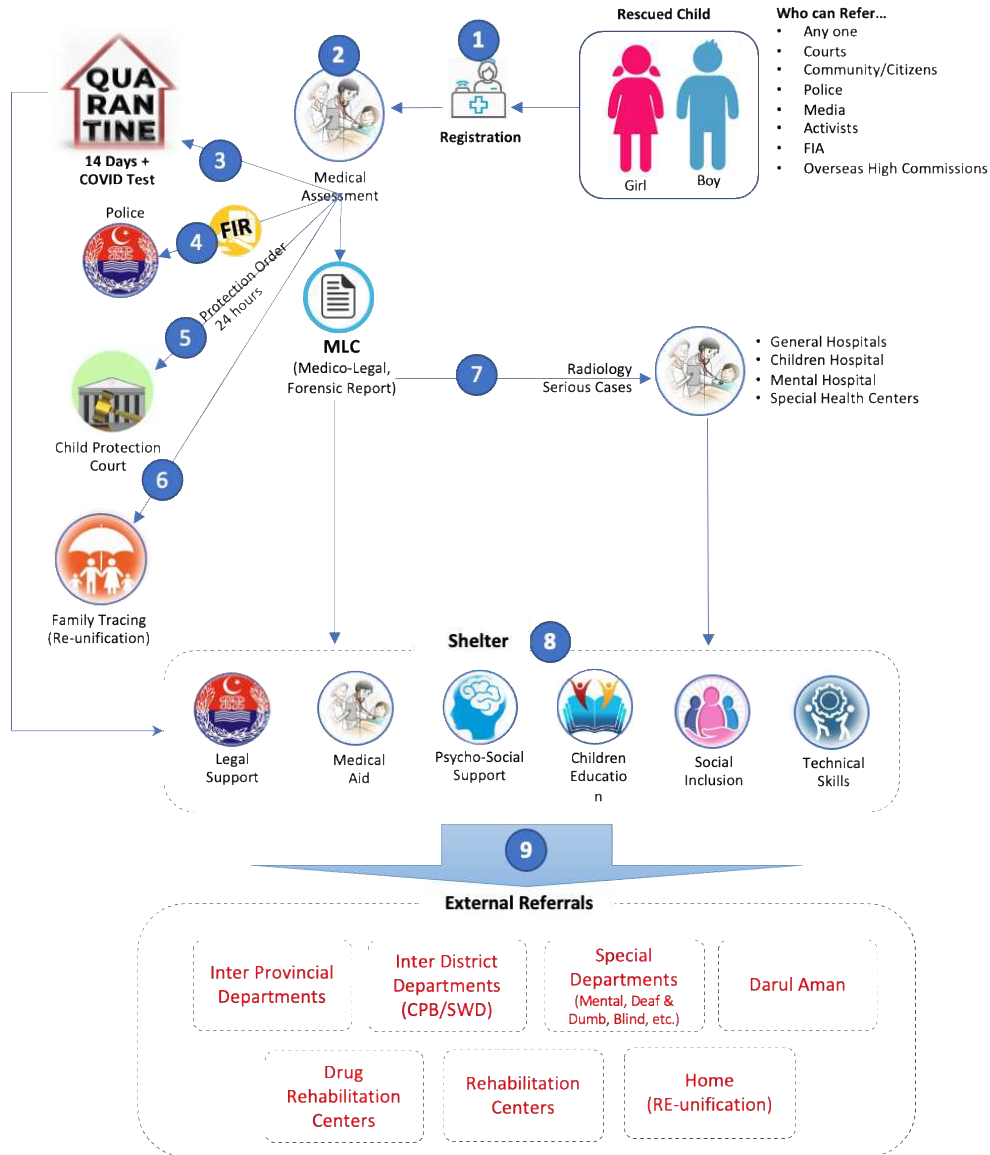 Rescued Child
Girl
Boy
Who can Refer...
• Any one
• Courts
• Community/Citizens
• Police
• Media
• Activists
• FIA
• Overseas High Commissions
1
Registration
2
Medical
Assessment
QUA
RAN
TINE
14 Days +
COVID Test
3
Police
4
FIR
Protection Order
24 hours
5
Child Protection
Court
6
Family Tracing
(Re-unification)
MLC
(Medico-Legal,
Forensic Report)
7
Radiology
Serious Cases
• General Hospitals
• Children Hospital
• Mental Hospital
• Special Health Centers
Shelter
8
Legal
Support
Medical
Aid
Psycho-Social
Support
Children
Educatio
n
Social
Inclusion
Technical
Skills
9
External Referrals
Inter Provincial
Departments
Inter District
Departments
(CPB/SWD)
Special
Departments
(Mental, Deaf &
Dumb, Blind, etc.)
Darul Aman
Drug
Rehabilitation
Centers
Rehabilitation
Centers
Home
(RE-unification)